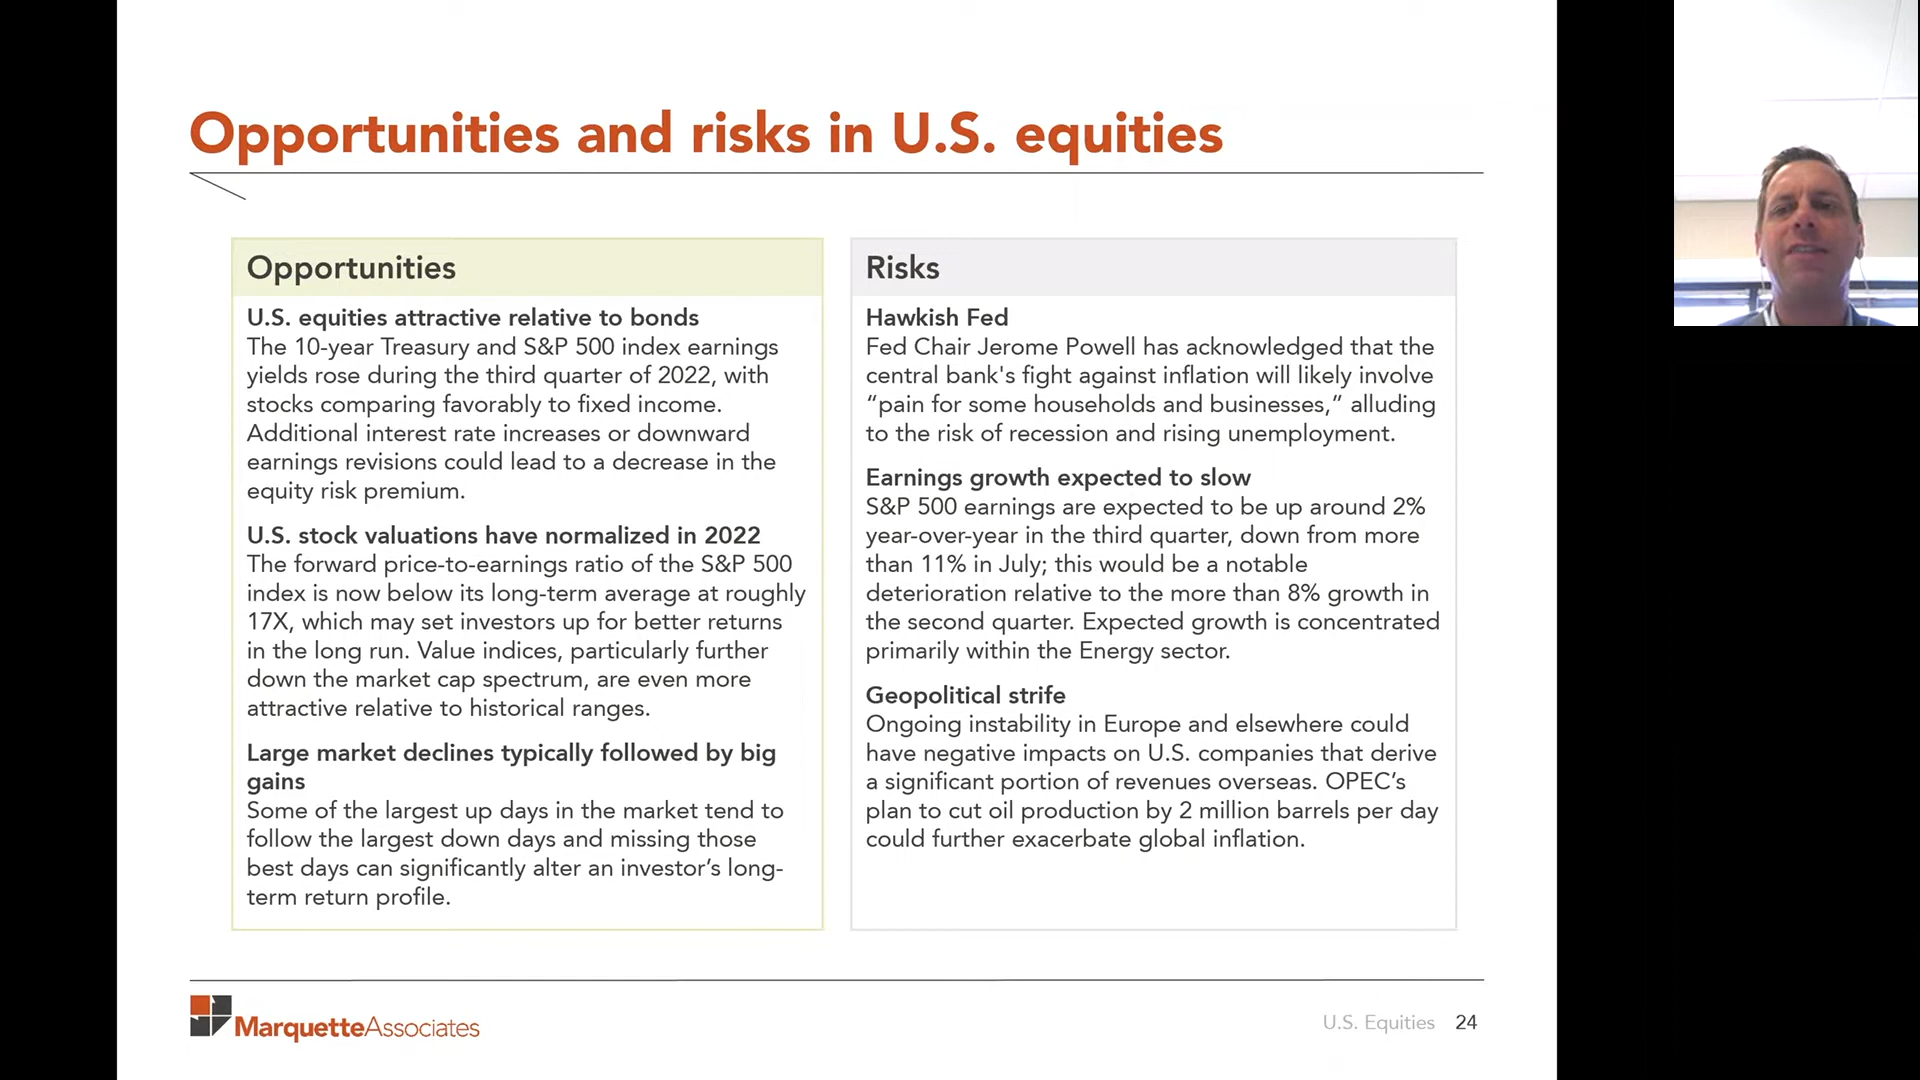 Opportunities and risks in U.S. equities
Opportunities
U.S. equities attractive relative to bonds
The 10-year Treasury and S&P 500 index earnings
yields rose during the third quarter of 2022, with
stocks comparing favorably to fixed income.
Additional interest rate increases or downward
earnings revisions could lead to a decrease in the
equity risk premium.
U.S. stock valuations have normalized in 2022
The forward price-to-earnings ratio of the S&P 500
index is now below its long-term average at roughly
17X, which may set investors up for better returns
in the long run. Value indices, particularly further
down the market cap spectrum, are even more
attractive relative to historical ranges.
Large market declines typically followed by big
gains
Some of the largest up days in the market tend to
follow the largest down days and missing those
best days can significantly alter an investor’s long-
term return profile.
Risks
Hawkish Fed
Fed Chair Jerome Powell has acknowledged that the
central bank's fight against inflation will likely involve
“pain for some households and businesses,” alluding
to the risk of recession and rising unemployment.
Earnings growth expected to slow
S&P 500 earnings are expected to be up around 2%
year-over-year in the third quarter, down from more
than 11% in July; this would be a notable
deterioration relative to the more than 8% growth in
the second quarter. Expected growth is concentrated
primarily within the Energy sector.
Geopolitical strife
Ongoing instability in Europe and elsewhere could
have negative impacts on U.S. companies that derive
a significant portion of revenues overseas. OPEC’s
plan to cut oil production by 2 million barrels per day
could further exacerbate global inflation.
MarquetteAssociates
U.S. Equities 24